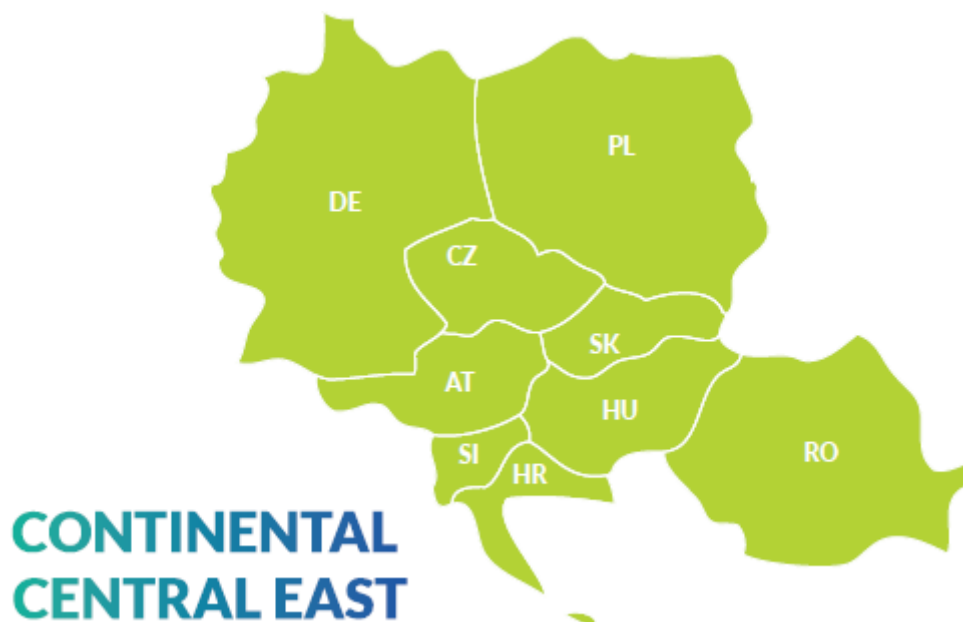 PL
DE
CZ
SK
AT
HU
SI
HR
RO
CONTINENTAL
CENTRAL EAST